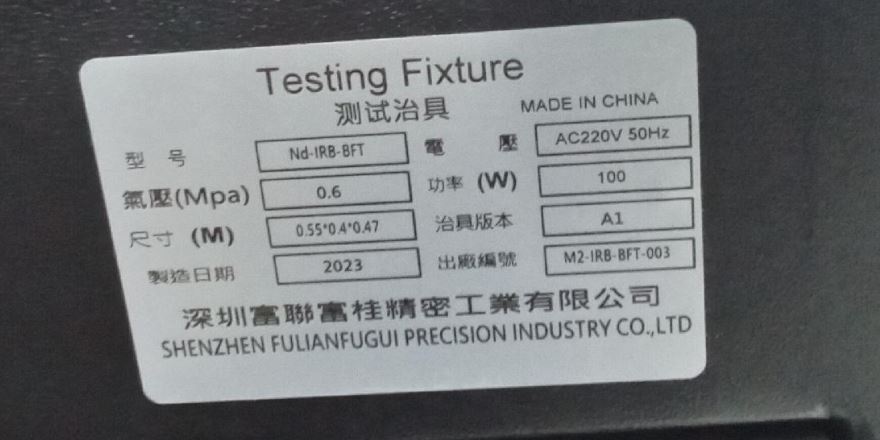 Testing Fixture
测试治具 MADE IN CHINA
型 号 Nd-IRB-BFT 電 壓 AC220V 50Hz
氣壓(Mpa) 0.6 功率 (W) 100
尺寸 (M) 0.55*0.4*0.47 治具版本 A1
製造日期 2023 出廠編號 M2-IRB-BFT-003
深圳富聯富桂精密工業有限公司
SHENZHEN FULIANFUGUI PRECISION INDUSTRY CO.,LTD